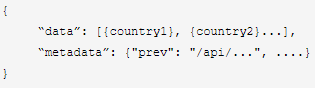 {
“data”: [{country1}, {country2}...],
“metadata”: {"prev": "/api/...", ....}
}